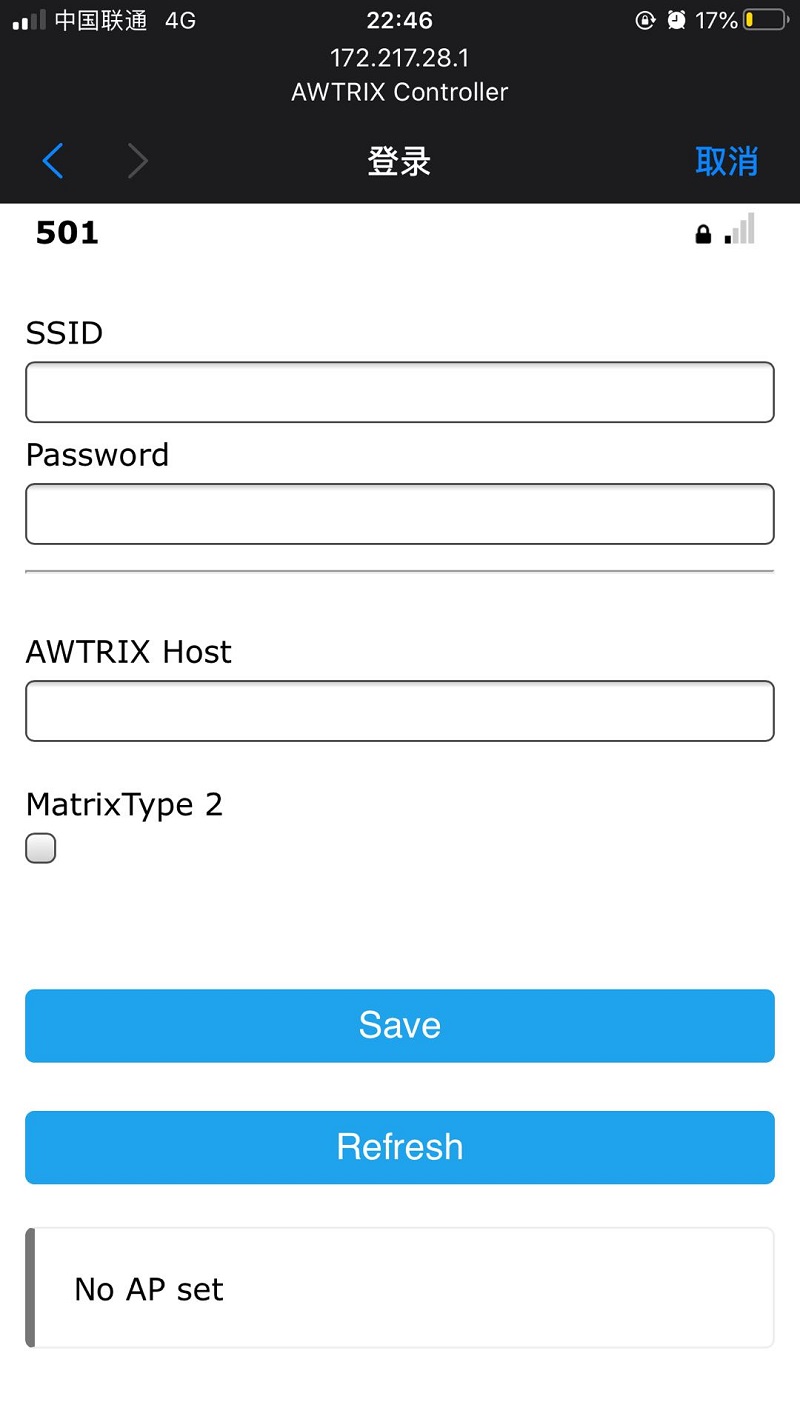 中国联通 4G 22:46 17%
172.217.28.1
AWTRIX Controller
登录 取消
501
SSID
Password
AWTRIX Host
MatrixType 2
Save
Refresh
No AP set